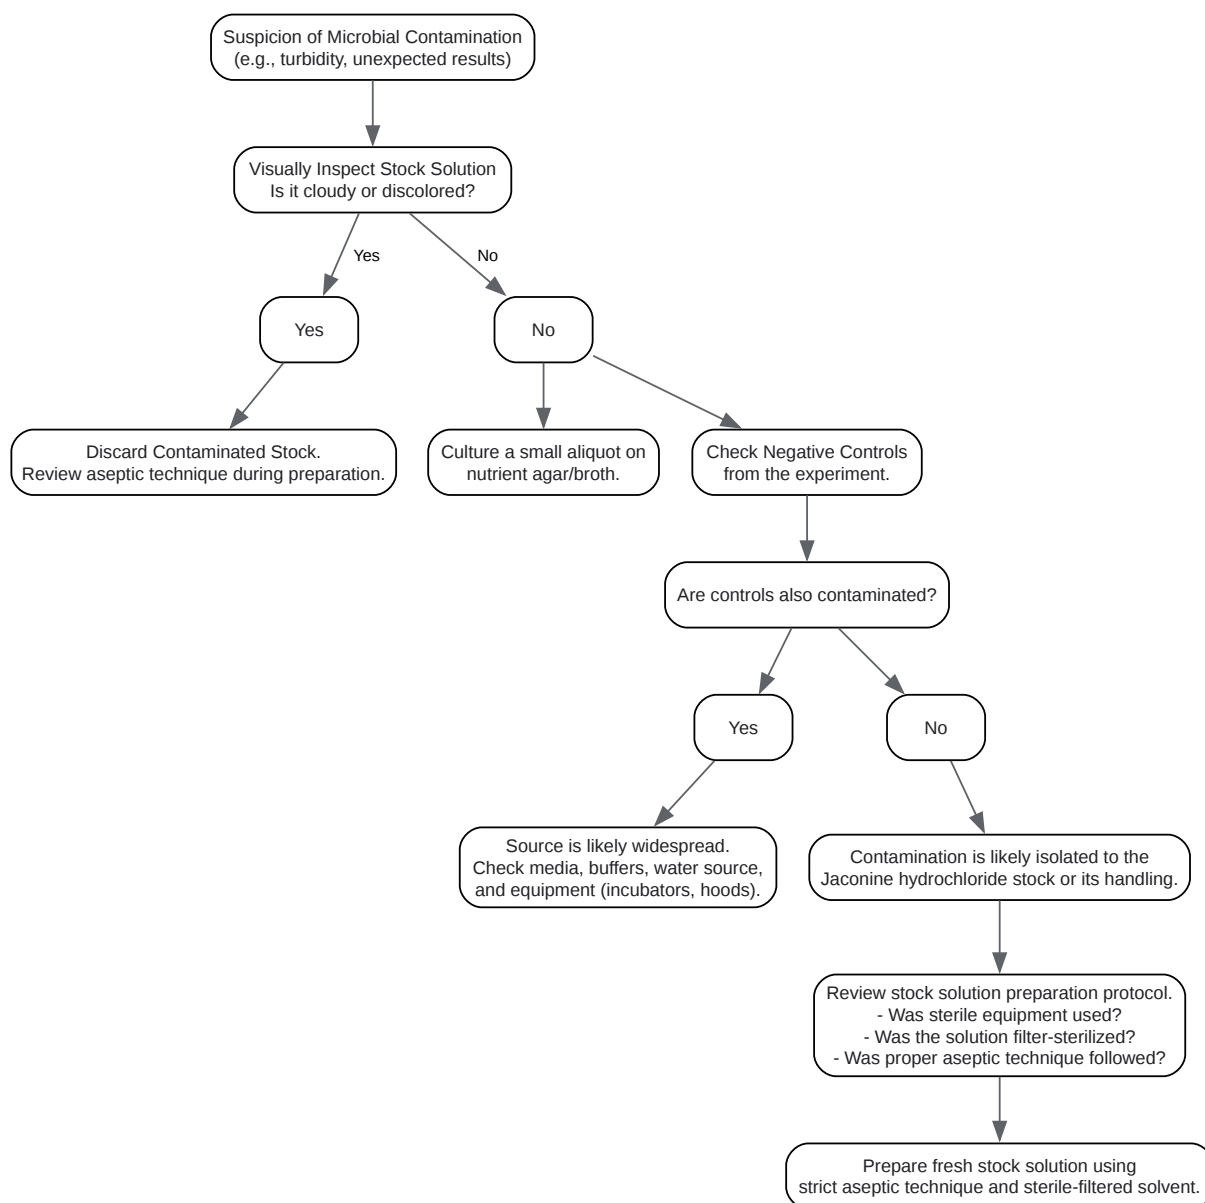 Suspicion of Microbial Contamination
(e.g., turbidity, unexpected results)
Visually Inspect Stock Solution
Is it cloudy or discolored?
Yes
No
Yes
No
Discard Contaminated Stock.
Review aseptic technique during preparation.
Culture a small aliquot on
nutrient agar/broth.
Check Negative Controls
from the experiment.
Are controls also contaminated?
Yes
No
Source is likely widespread.
Check media, buffers, water source,
and equipment (incubators, hoods).
Contamination is likely isolated to the
Jaconine hydrochloride stock or its handling.
Review stock solution preparation protocol.
- Was sterile equipment used?
- Was the solution filter-sterilized?
- Was proper aseptic technique followed?
Prepare fresh stock solution using
strict aseptic technique and sterile-filtered solvent.